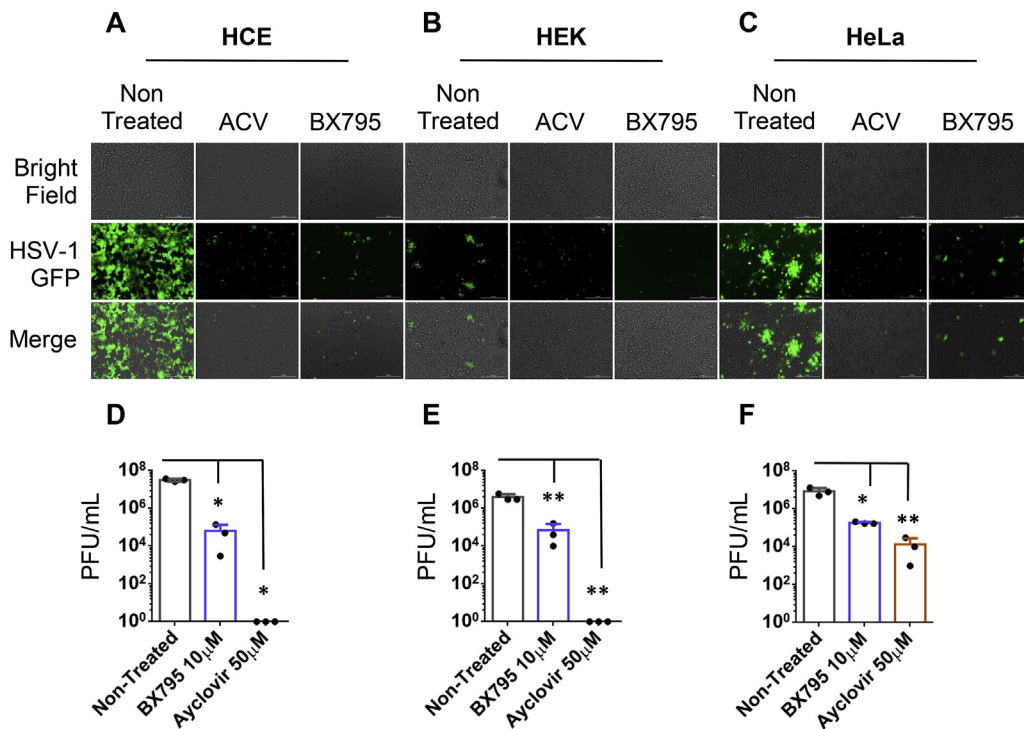 A
HCE
B
HEK
C
HeLa
Non
Treated
ACV
BX795
Non
Treated
ACV
BX795
Non
Treated
ACV
BX795
Bright
Field
HSV-1
GFP
Merge
D
E
F
PFU/mL
10⁸
10⁶
10⁴
10²
10⁰
*
*
Non-Treated
BX795 10μM
Ayclovir 50μM
PFU/mL
10⁸
10⁶
10⁴
10²
10⁰
**
**
Non-Treated
BX795 10μM
Ayclovir 50μM
PFU/mL
10⁸
10⁶
10⁴
10²
10⁰
*
**
Non-Treated
BX795 10μM
Ayclovir 50μM